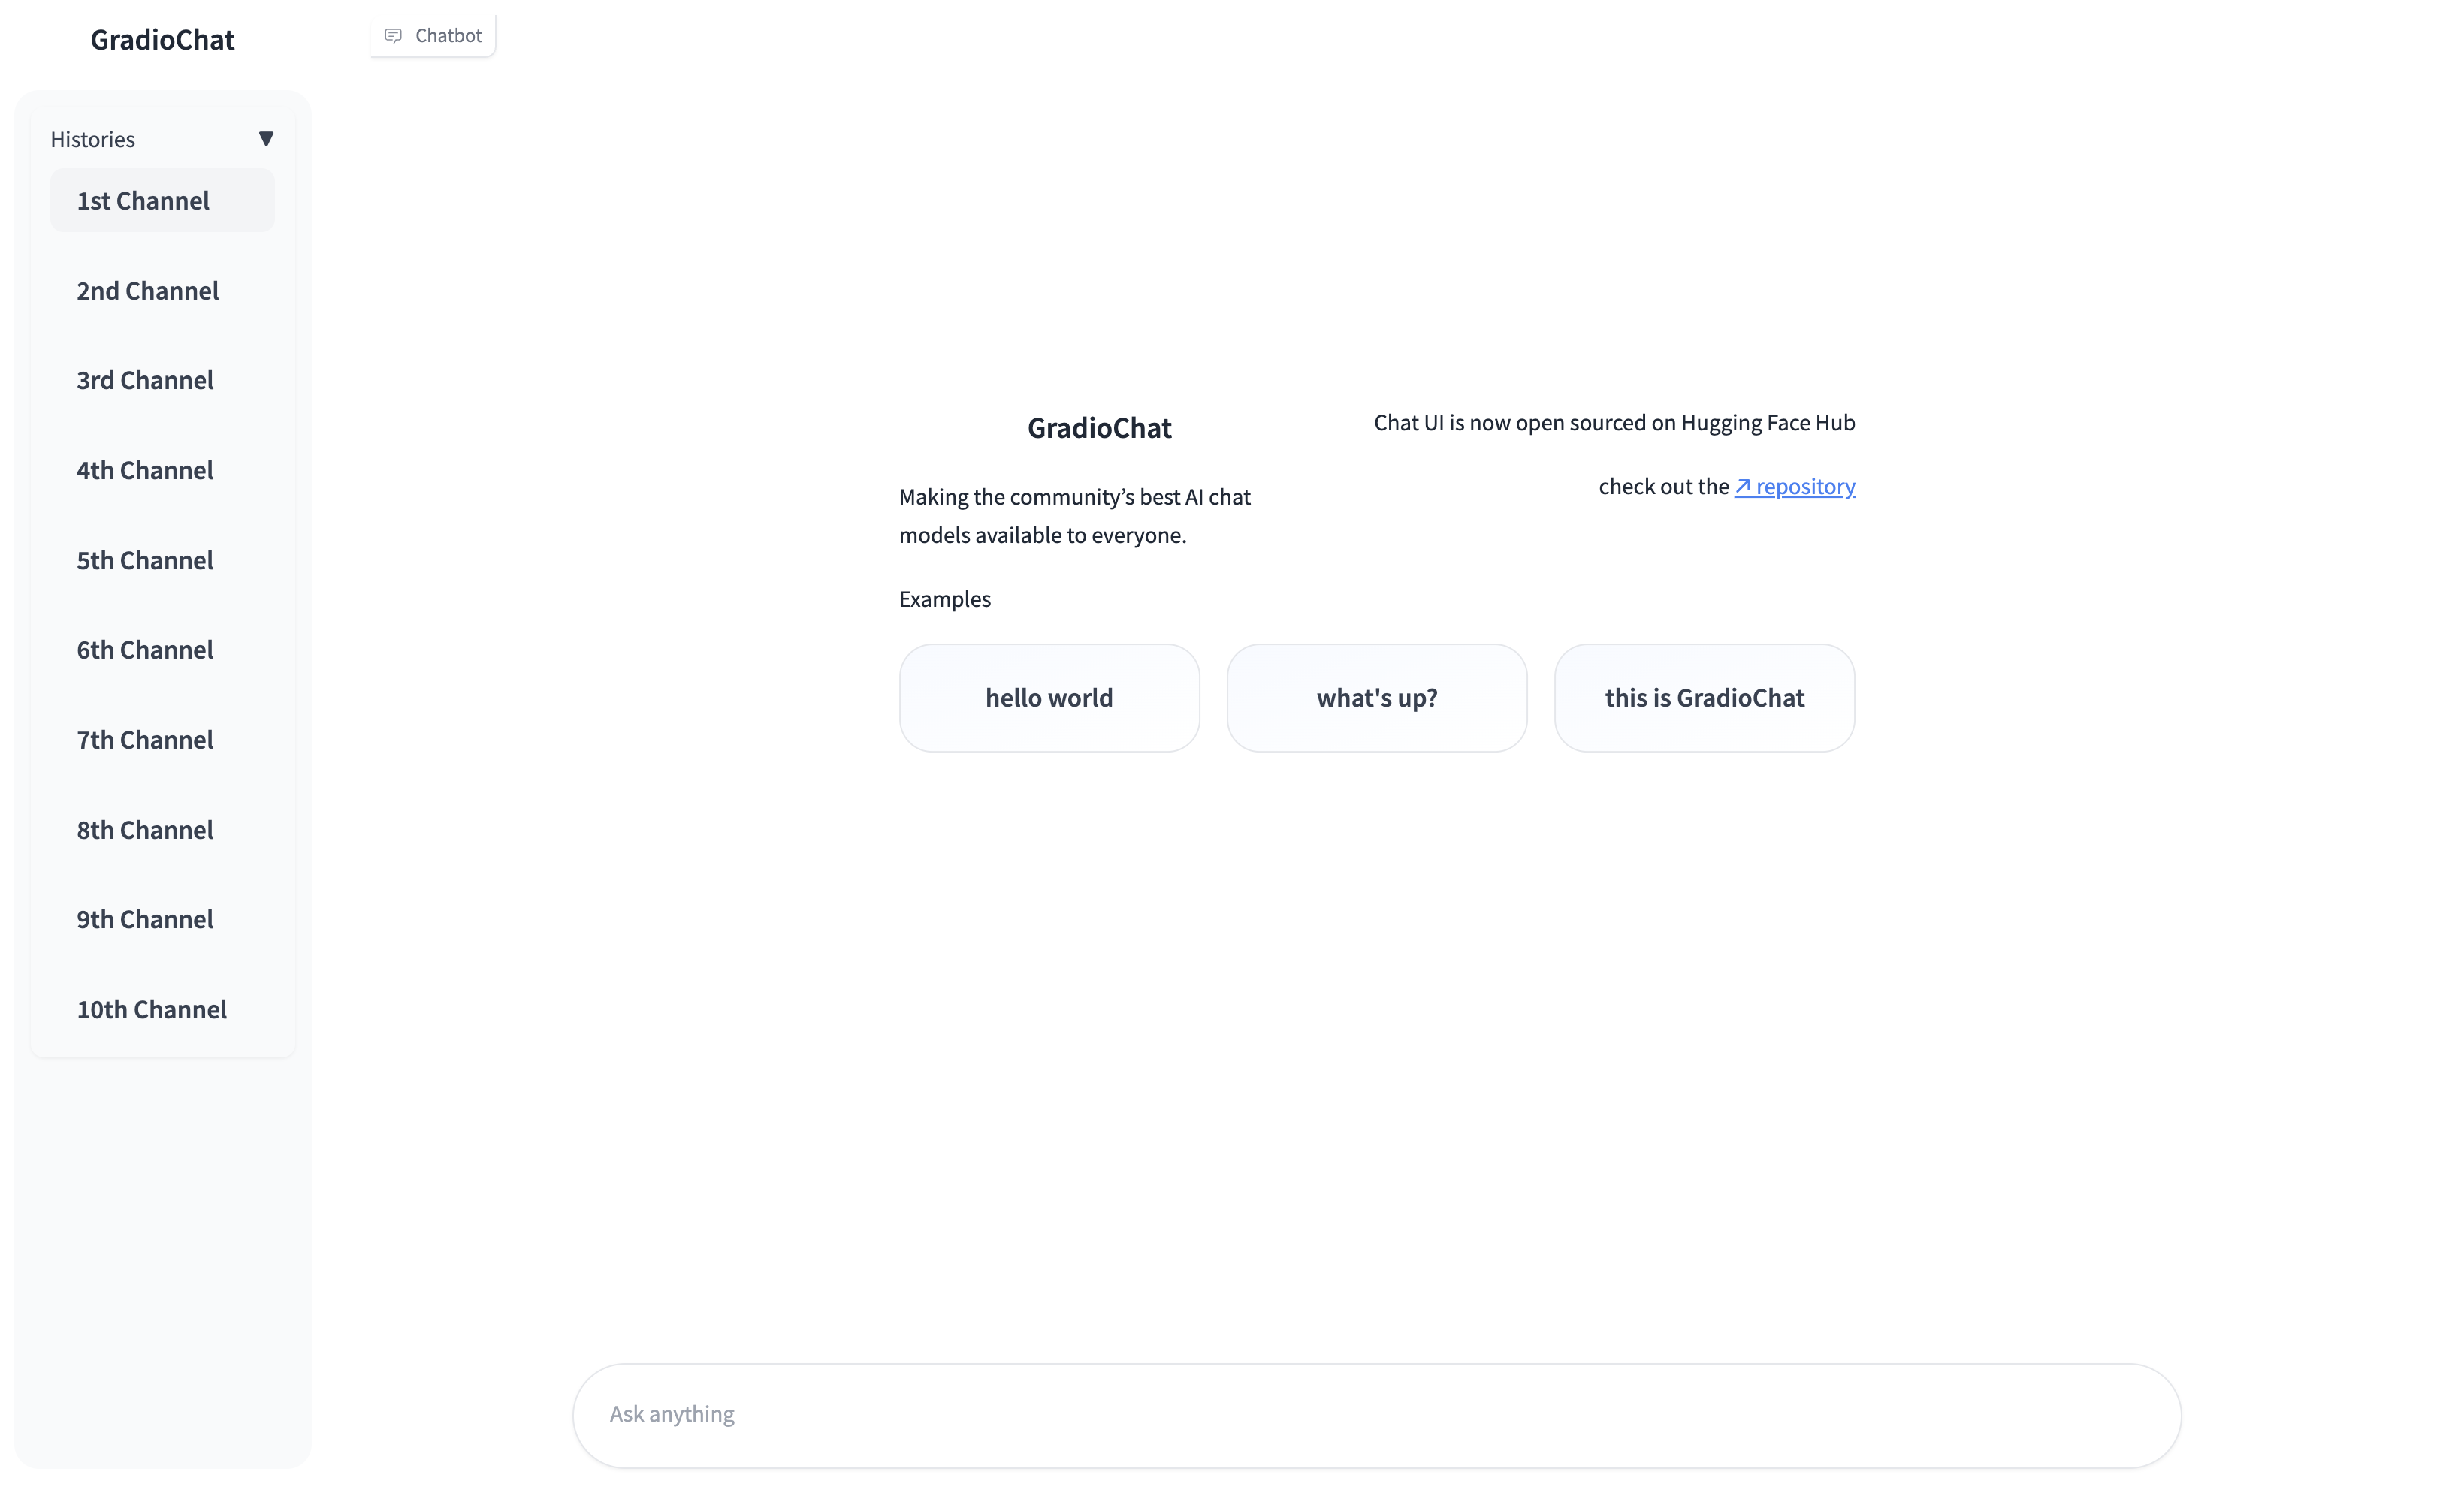 GradioChat
Chatbot
Histories
1st Channel
2nd Channel
3rd Channel
4th Channel
5th Channel
6th Channel
7th Channel
8th Channel
9th Channel
10th Channel
GradioChat
Making the community’s best AI chat
models available to everyone.
Chat UI is now open sourced on Hugging Face Hub
check out the repository
Examples
hello world
what's up?
this is GradioChat
Ask anything